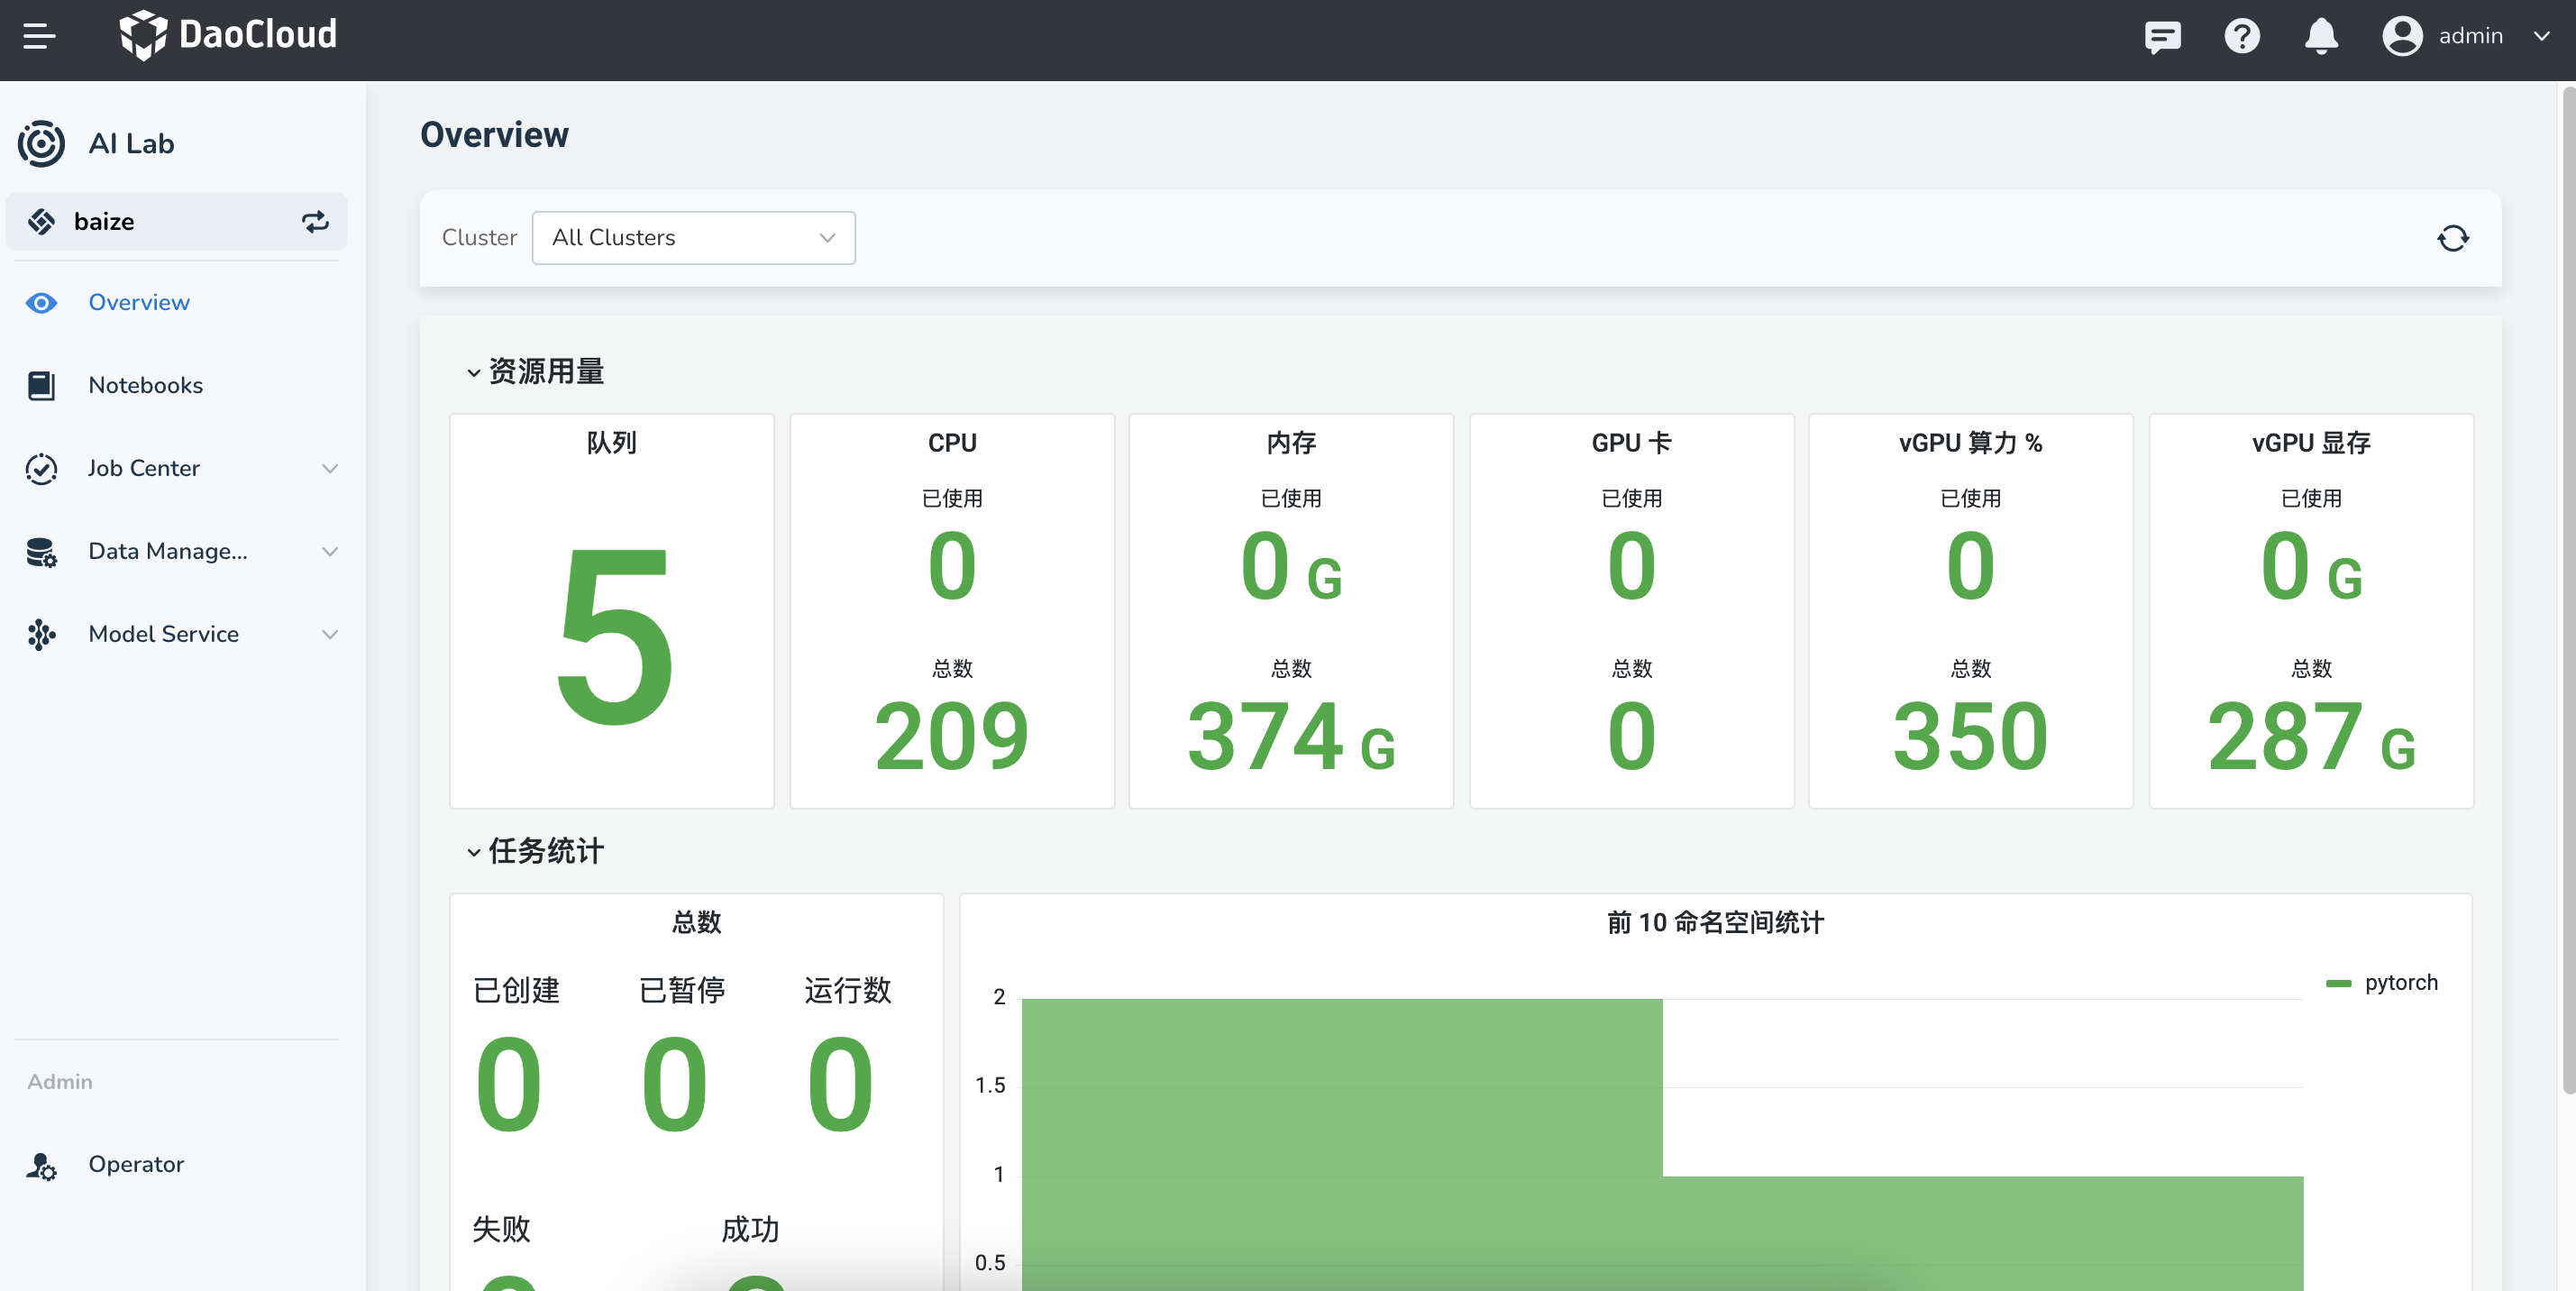 DaoCloud
admin
AI Lab
baize
Overview
Notebooks
Job Center
Data Manage...
Model Service
Admin
Operator
Overview
Cluster
All Clusters
资源用量
队列
5
CPU
已使用
0
总数
209
内存
已使用
0 G
总数
374 G
GPU 卡
已使用
0
总数
0
vGPU 算力 %
已使用
0
总数
350
vGPU 显存
已使用
0 G
总数
287 G
任务统计
总数
已创建 已暂停 运行数
0 0 0
失败 成功
前 10 命名空间统计
2
1.5
1
0.5
pytorch